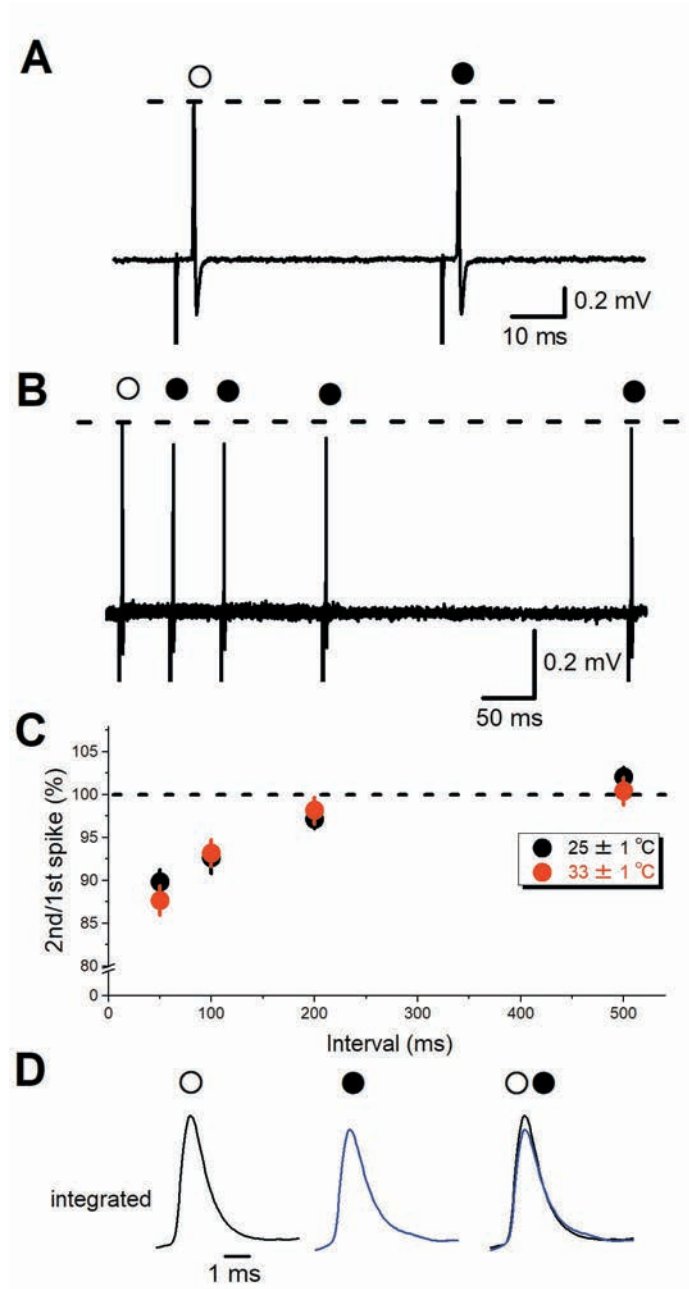 A
0.2 mV
10 ms
B
0.2 mV
50 ms
C
2nd/1st spike (%)
105
100
95
90
85
80
0
25 ± 1 °C
33 ± 1 °C
0 100 200 300 400 500
Interval (ms)
D
integrated
1 ms